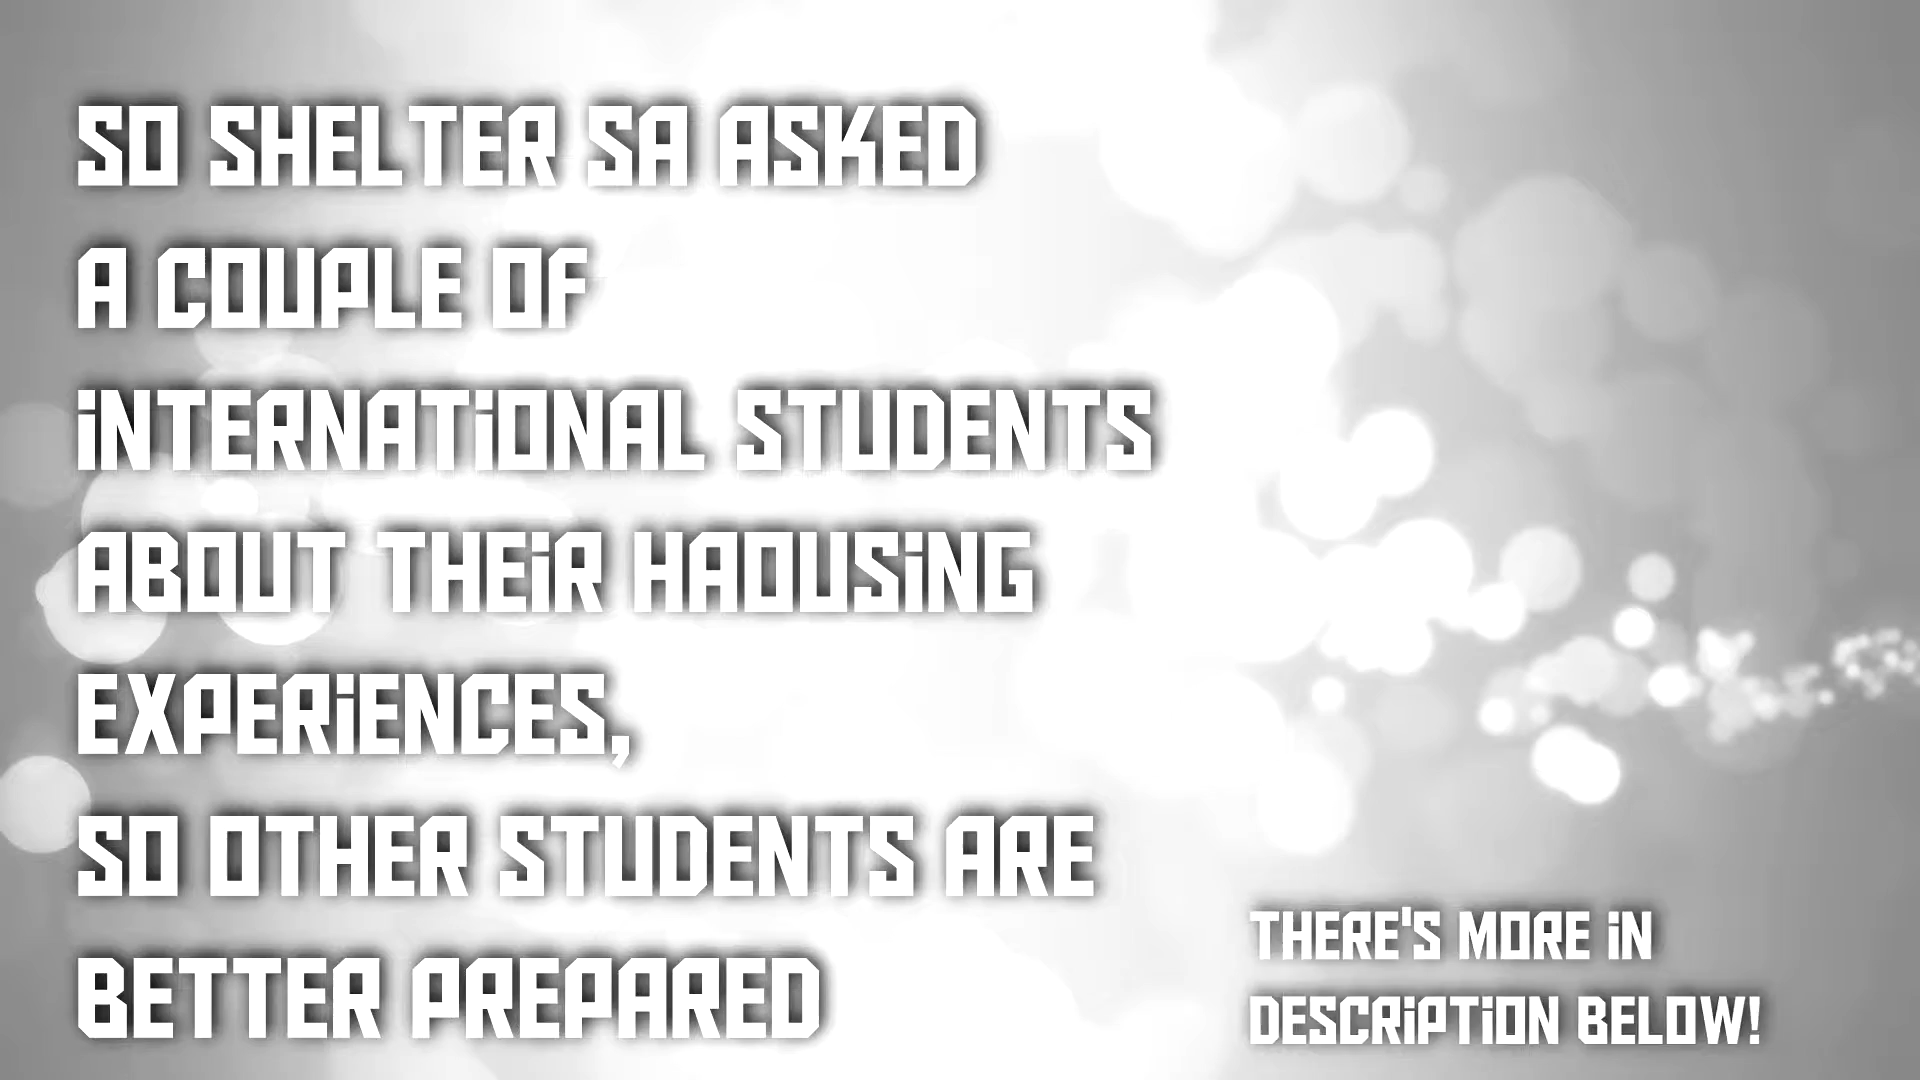 SO SHELTER SA ASKED
A COUPLE OF
iNTERNATiONAL STUDENTS
ABOUT THEiR HAOUSiNG
EXPERiENCES,
SO OTHER STUDENTS ARE
BETTER PREPARED
THERE'S MORE iN
DESCRiPTiON BELOW!